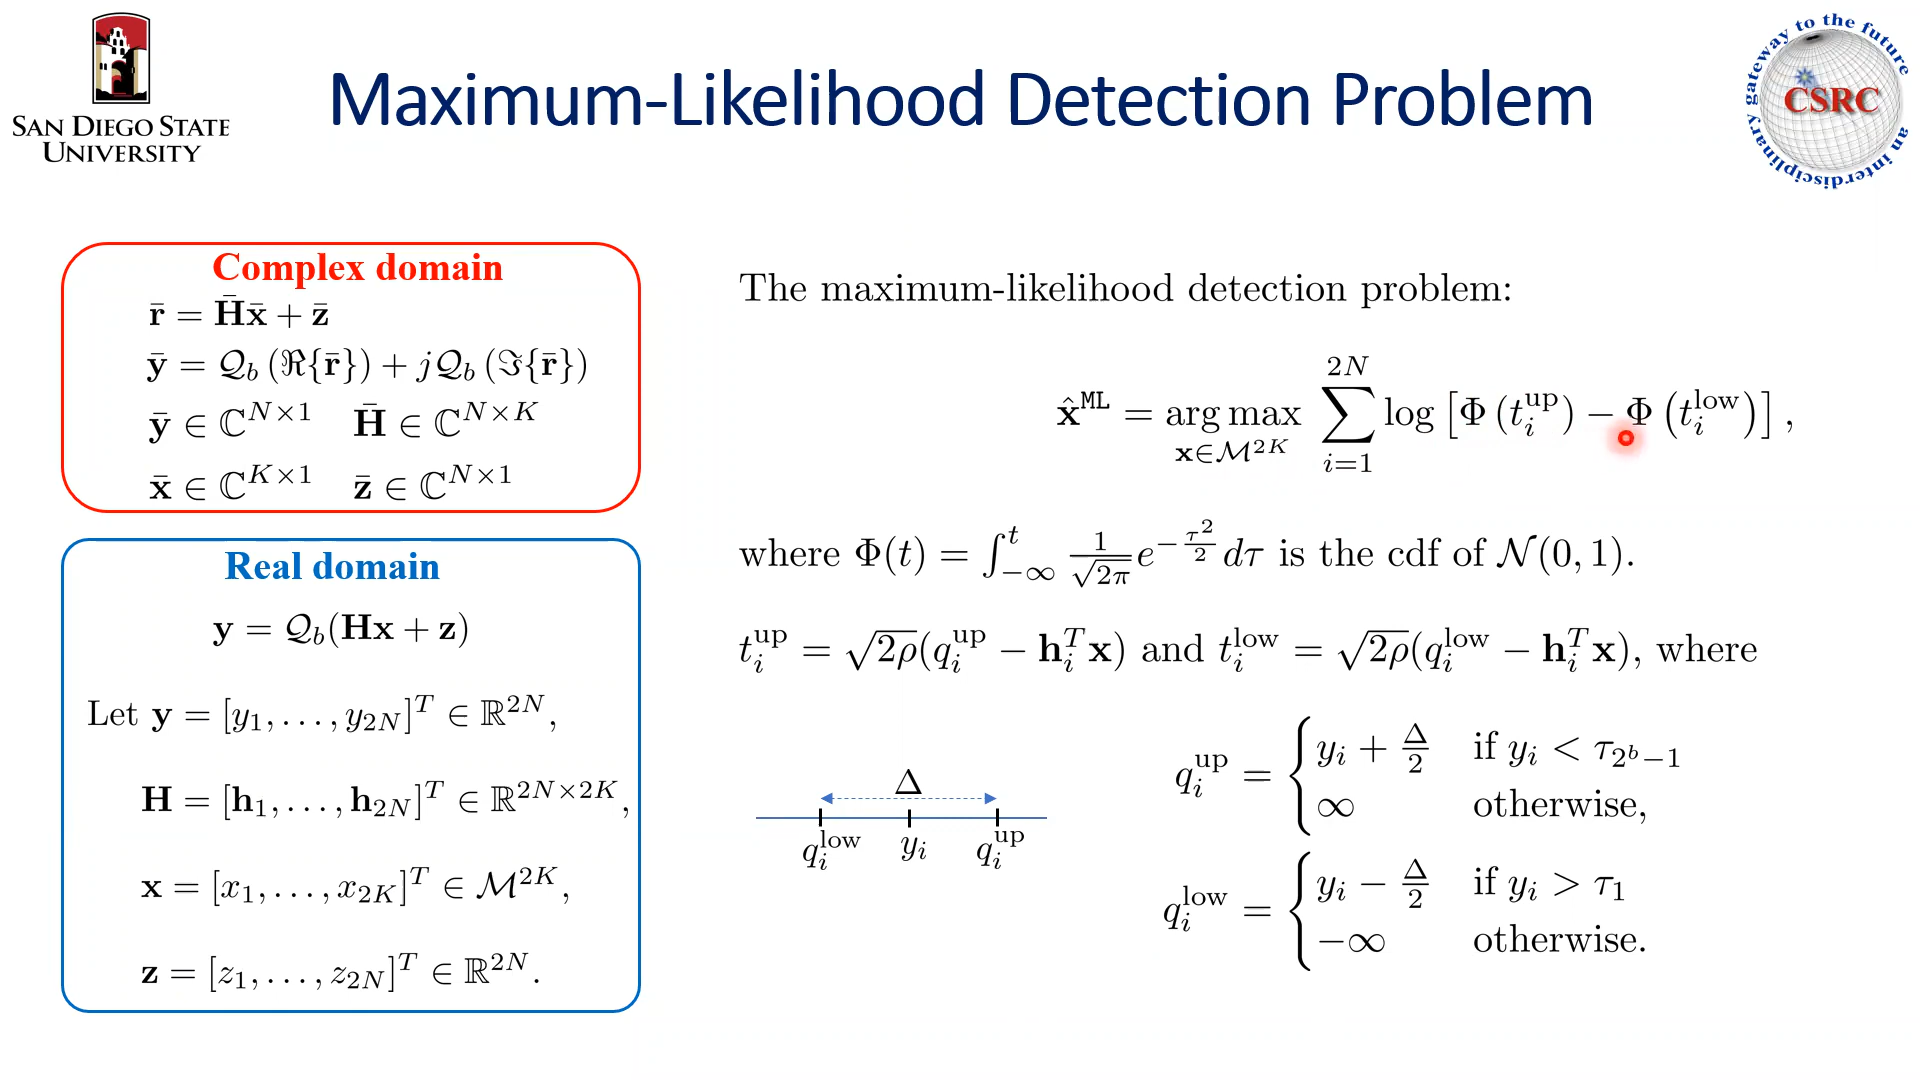 SAN DIEGO STATE
UNIVERSITY
Maximum-Likelihood Detection Problem
gateway to the future
an interdisciplinary
CSRC
Complex domain
r̄ = H̄x̄ + z̄
ȳ = 𝒬_b (ℜ{r̄}) + j𝒬_b (ℑ{r̄})
ȳ ∈ ℂ^{N×1} H̄ ∈ ℂ^{N×K}
x̄ ∈ ℂ^{K×1} z̄ ∈ ℂ^{N×1}
Real domain
y = 𝒬_b(Hx + z)
Let y = [y_1, …, y_{2N}]^T ∈ ℝ^{2N},
H = [h_1, …, h_{2N}]^T ∈ ℝ^{2N×2K},
x = [x_1, …, x_{2K}]^T ∈ ℳ^{2K},
z = [z_1, …, z_{2N}]^T ∈ ℝ^{2N}.
The maximum-likelihood detection problem:
x̂^{ML} = arg max_{x∈ℳ^{2K}} ∑_{i=1}^{2N} log [Φ (t_i^{up}) − Φ (t_i^{low})],
where Φ(t) = ∫_{−∞}^{t} \frac{1}{√{2π}} e^{−\frac{τ^2}{2}} dτ is the cdf of 𝒩(0, 1).
t_i^{up} = √{2ρ}(q_i^{up} − h_i^T x) and t_i^{low} = √{2ρ}(q_i^{low} − h_i^T x), where
Δ
q_i^{low} y_i q_i^{up}
q_i^{up} = { y_i + \frac{Δ}{2} if y_i < τ_{2^b−1}
∞ otherwise,
q_i^{low} = { y_i − \frac{Δ}{2} if y_i > τ_1
−∞ otherwise.